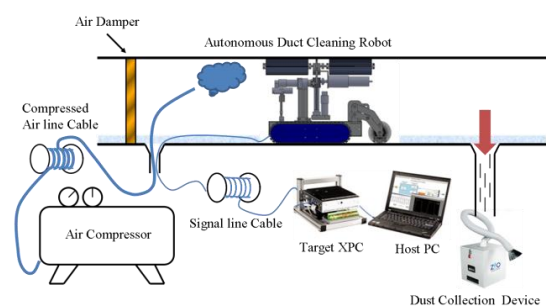 Air Damper
Autonomous Duct Cleaning Robot
Compressed
Air line Cable
Air Compressor
Signal line Cable
Target XPC
Host PC
Dust Collection Device